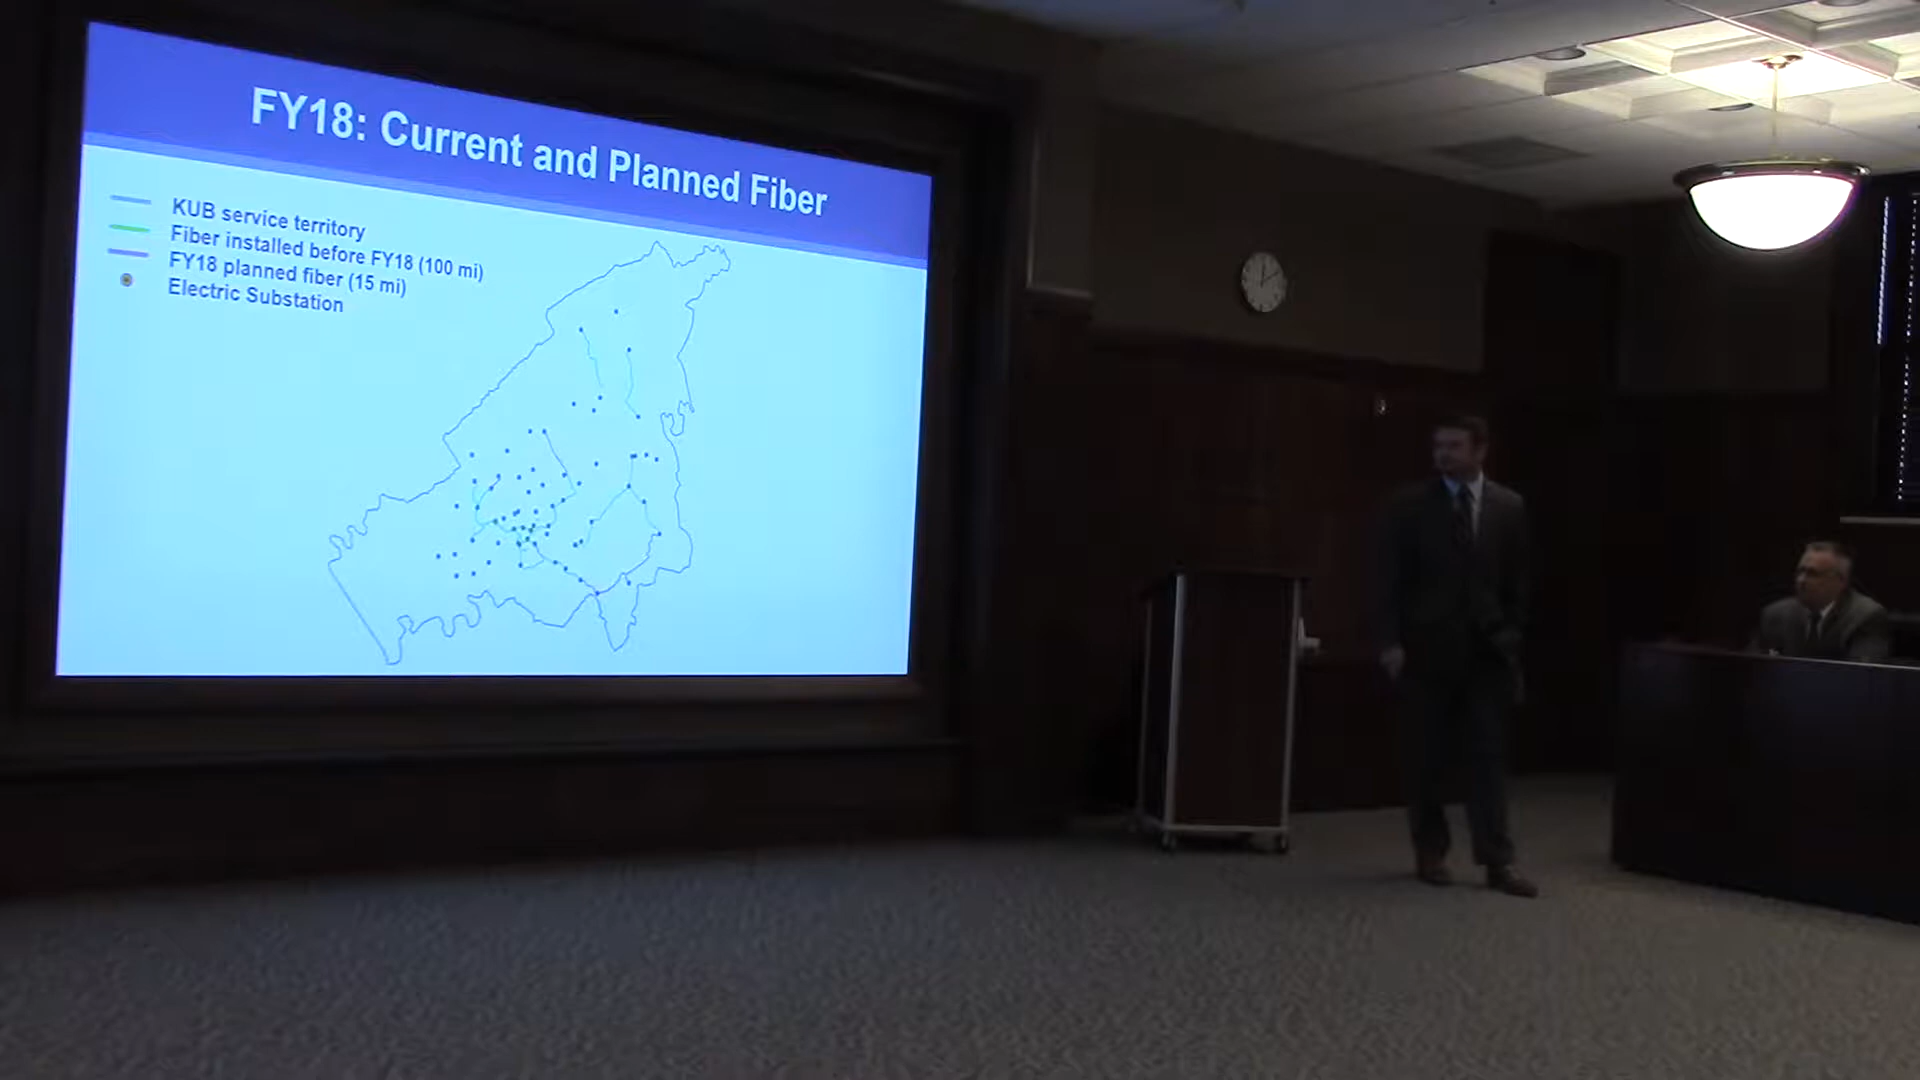 FY18: Current and Planned Fiber
KUB service territory
Fiber installed before FY18 (100 mi)
FY18 planned fiber (15 mi)
Electric Substation